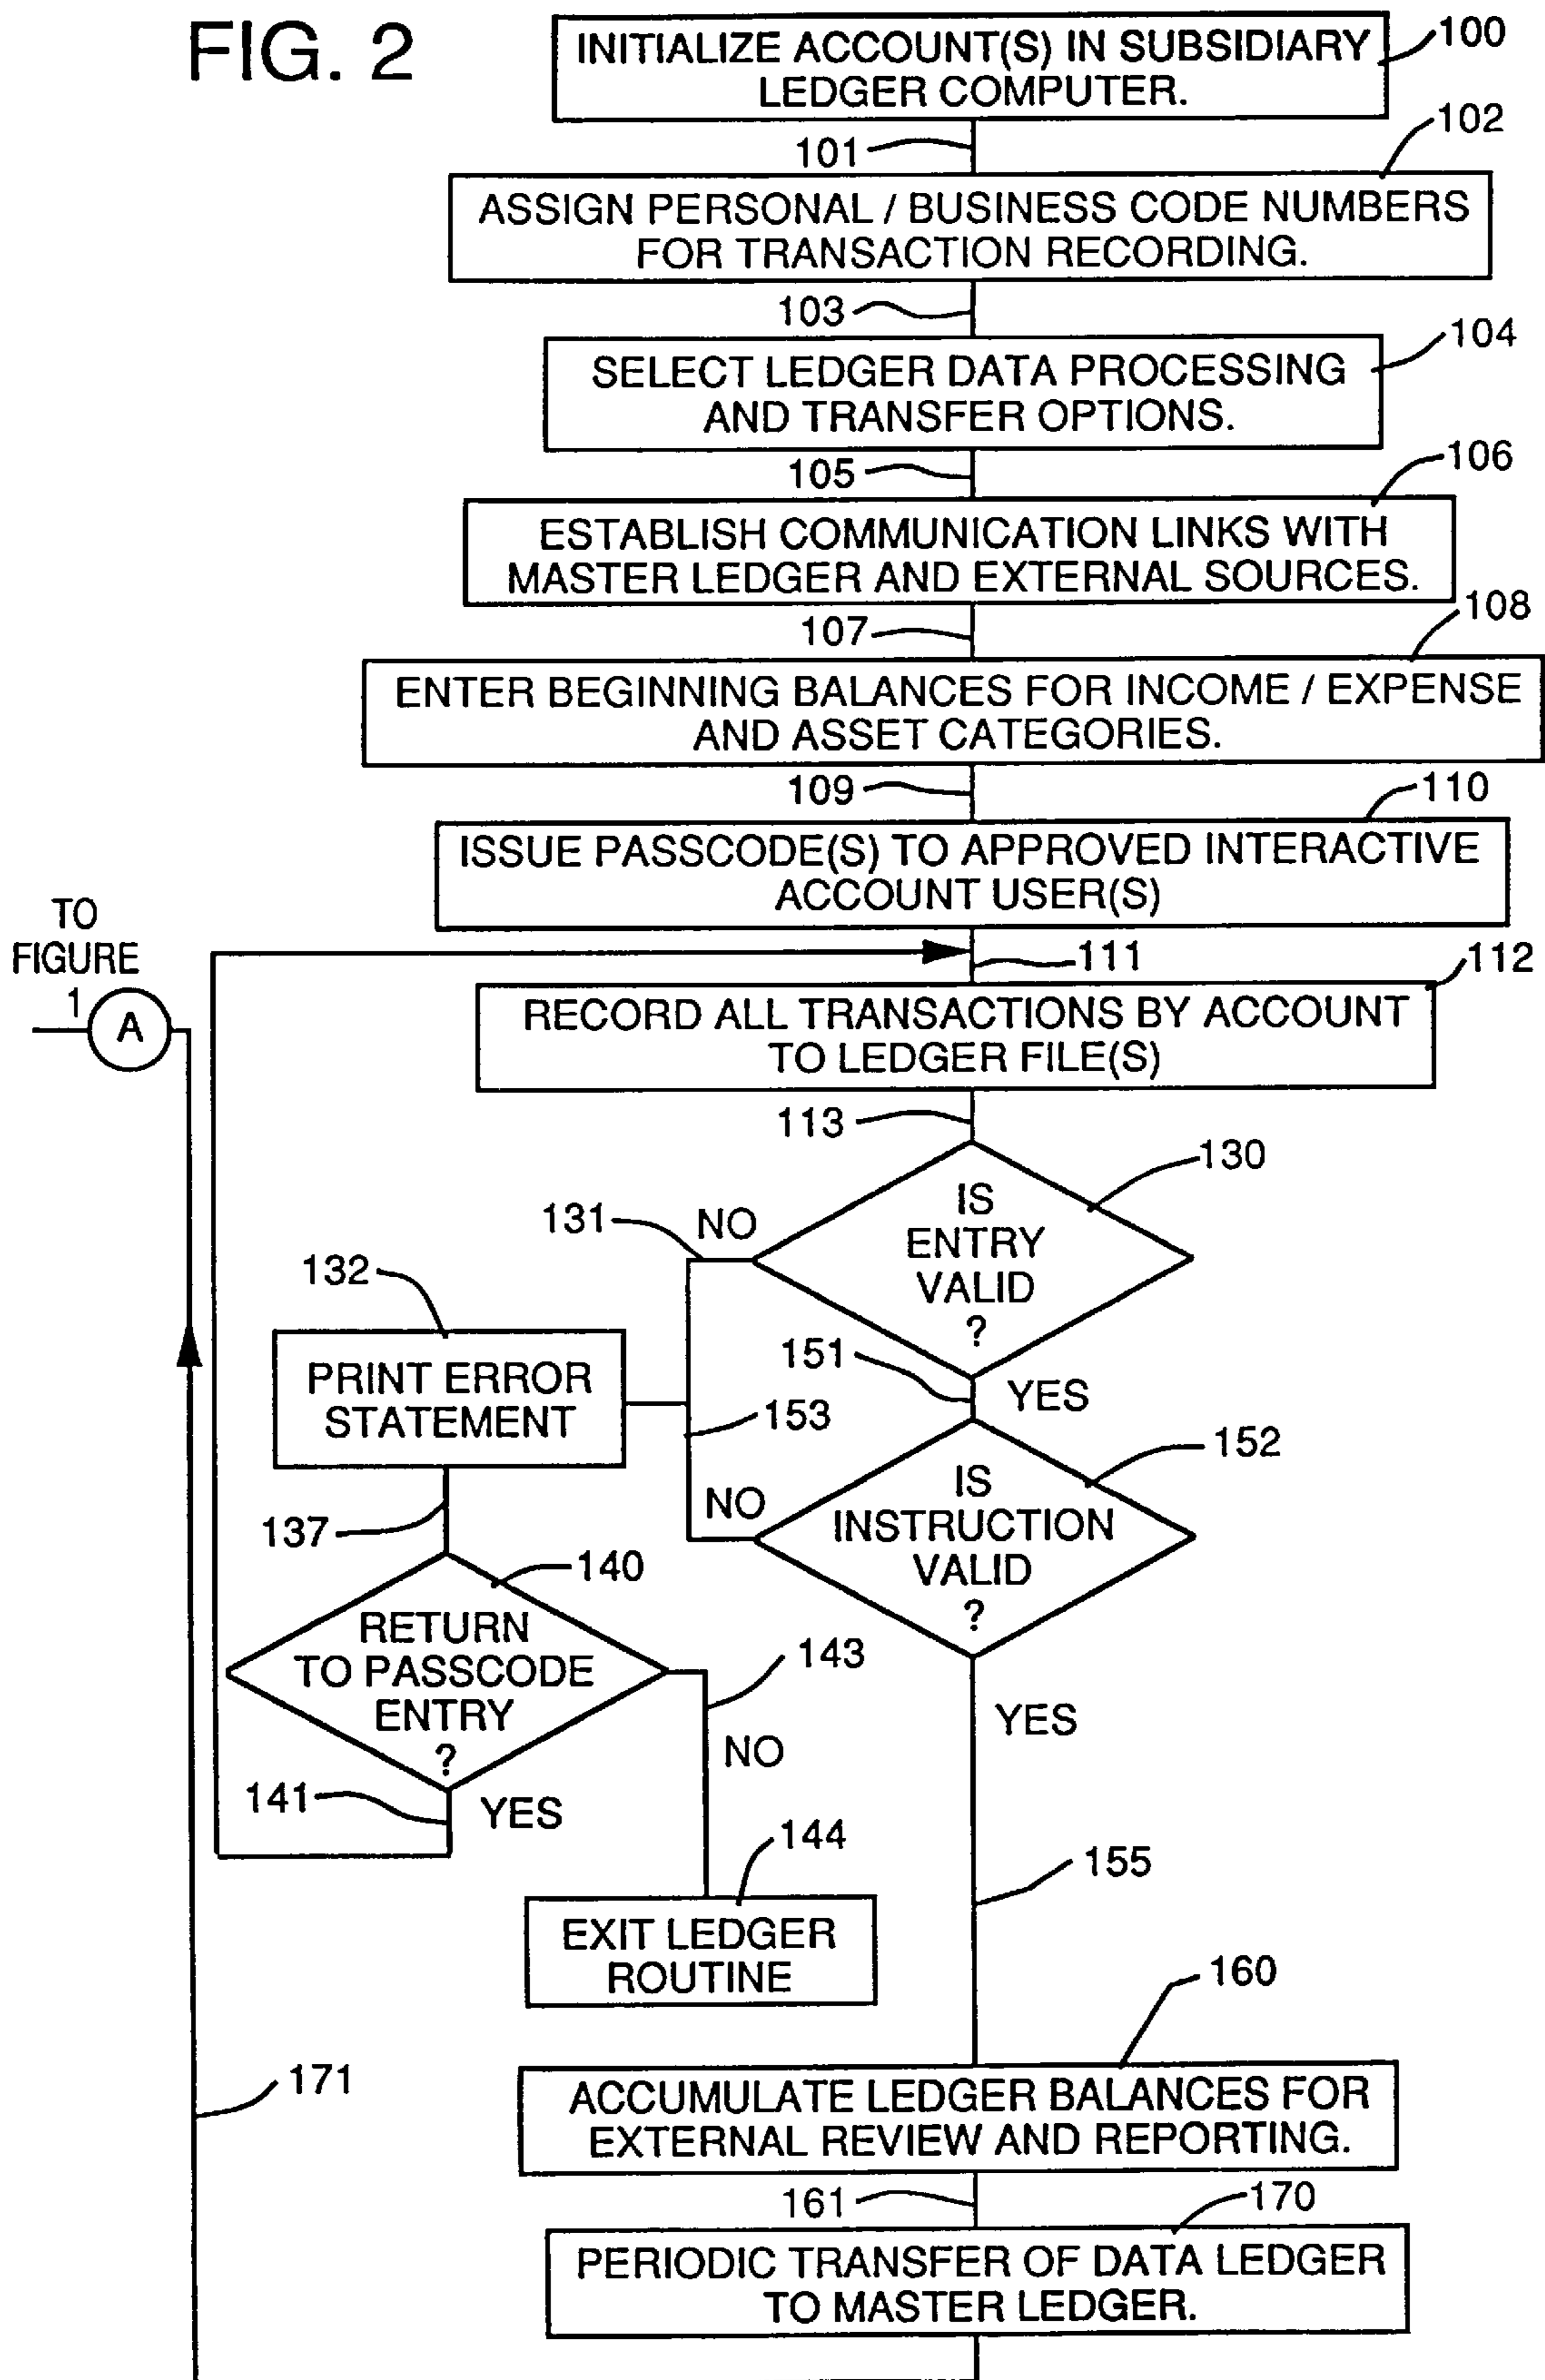 FIG. 2
INITIALIZE ACCOUNT(S) IN SUBSIDIARY
LEDGER COMPUTER.
100
101
102
ASSIGN PERSONAL / BUSINESS CODE NUMBERS
FOR TRANSACTION RECORDING.
103
104
SELECT LEDGER DATA PROCESSING
AND TRANSFER OPTIONS.
105
106
ESTABLISH COMMUNICATION LINKS WITH
MASTER LEDGER AND EXTERNAL SOURCES.
107
108
ENTER BEGINNING BALANCES FOR INCOME / EXPENSE
AND ASSET CATEGORIES.
109
110
ISSUE PASSCODE(S) TO APPROVED INTERACTIVE
ACCOUNT USER(S)
TO
FIGURE
1
A
111
112
RECORD ALL TRANSACTIONS BY ACCOUNT
TO LEDGER FILE(S)
113
130
IS
ENTRY
VALID
?
131
NO
132
PRINT ERROR
STATEMENT
151
YES
153
152
IS
INSTRUCTION
VALID
?
NO
137
140
RETURN
TO PASSCODE
ENTRY
?
143
NO
YES
141
YES
144
EXIT LEDGER
ROUTINE
155
160
171
ACCUMULATE LEDGER BALANCES FOR
EXTERNAL REVIEW AND REPORTING.
161
170
PERIODIC TRANSFER OF DATA LEDGER
TO MASTER LEDGER.